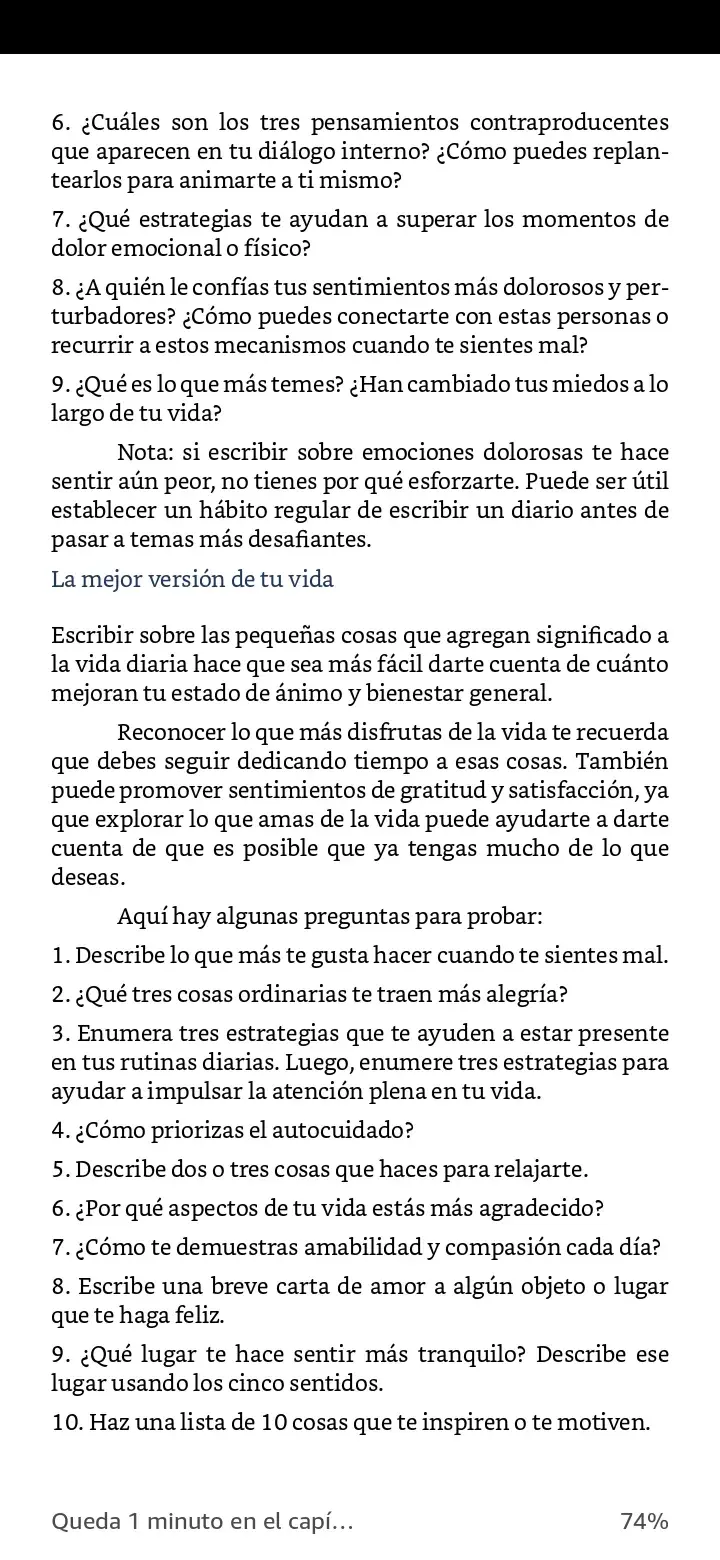 6. ¿Cuáles son los tres pensamientos contraproducentes
que aparecen en tu diálogo interno? ¿Cómo puedes replan-
tearlos para animarte a ti mismo?
7. ¿Qué estrategias te ayudan a superar los momentos de
dolor emocional o físico?
8. ¿A quién le confías tus sentimientos más dolorosos y per-
turbadores? ¿Cómo puedes conectarte con estas personas o
recurrir a estos mecanismos cuando te sientes mal?
9. ¿Qué es lo que más temes? ¿Han cambiado tus miedos a lo
largo de tu vida?
Nota: si escribir sobre emociones dolorosas te hace
sentir aún peor, no tienes por qué esforzarte. Puede ser útil
establecer un hábito regular de escribir un diario antes de
pasar a temas más desafiantes.
La mejor versión de tu vida
Escribir sobre las pequeñas cosas que agregan significado a
la vida diaria hace que sea más fácil darte cuenta de cuánto
mejoran tu estado de ánimo y bienestar general.
Reconocer lo que más disfrutas de la vida te recuerda
que debes seguir dedicando tiempo a esas cosas. También
puede promover sentimientos de gratitud y satisfacción, ya
que explorar lo que amas de la vida puede ayudarte a darte
cuenta de que es posible que ya tengas mucho de lo que
deseas.
Aquí hay algunas preguntas para probar:
1. Describe lo que más te gusta hacer cuando te sientes mal.
2. ¿Qué tres cosas ordinarias te traen más alegría?
3. Enumera tres estrategias que te ayuden a estar presente
en tus rutinas diarias. Luego, enumere tres estrategias para
ayudar a impulsar la atención plena en tu vida.
4. ¿Cómo priorizas el autocuidado?
5. Describe dos o tres cosas que haces para relajarte.
6. ¿Por qué aspectos de tu vida estás más agradecido?
7. ¿Cómo te demuestras amabilidad y compasión cada día?
8. Escribe una breve carta de amor a algún objeto o lugar
que te haga feliz.
9. ¿Qué lugar te hace sentir más tranquilo? Describe ese
lugar usando los cinco sentidos.
10. Haz una lista de 10 cosas que te inspiren o te motiven.
Queda 1 minuto en el capí... 74%